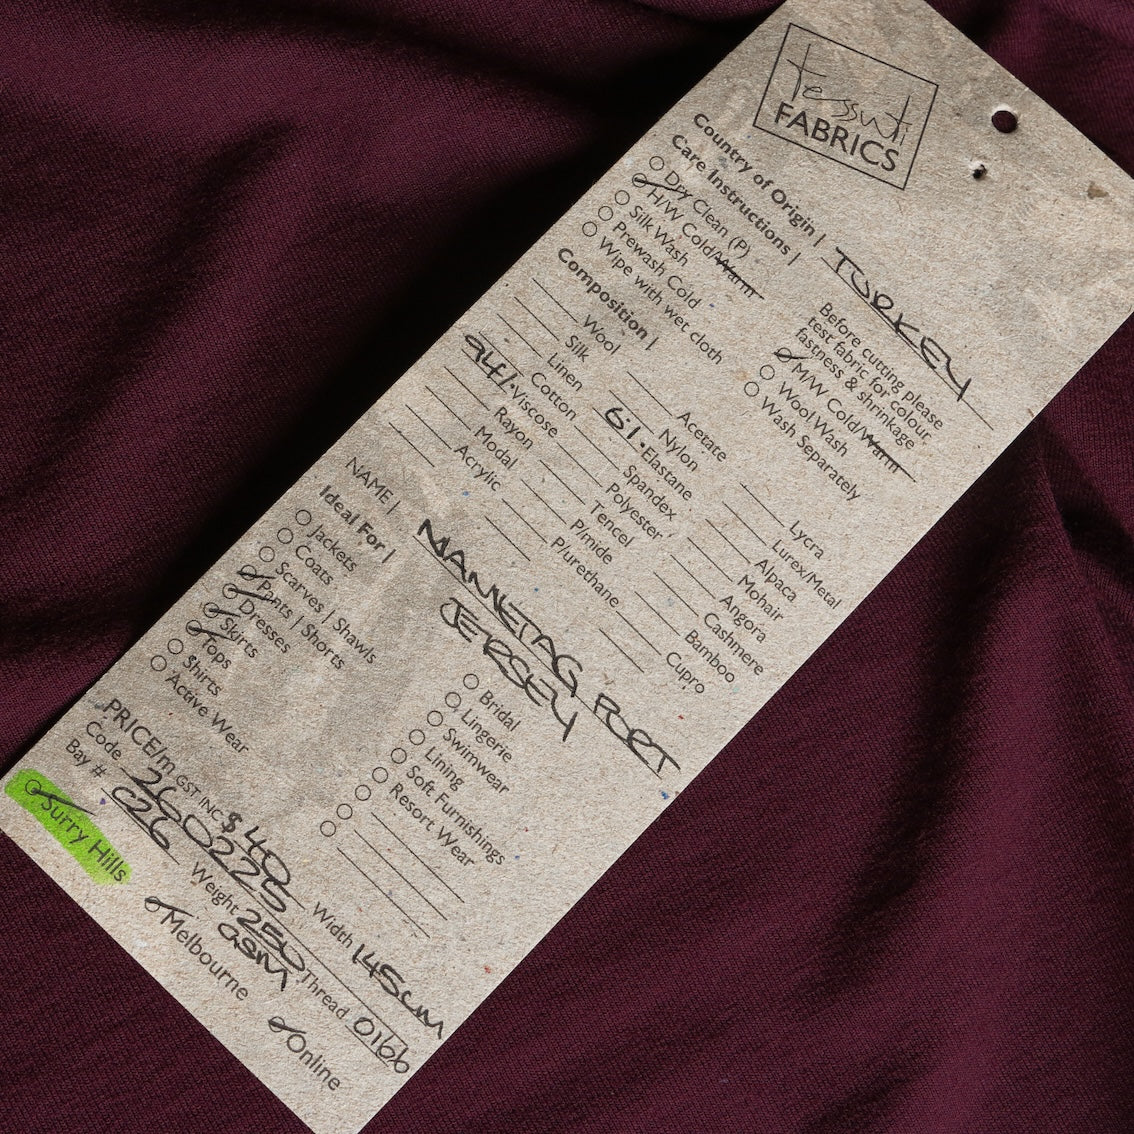 tessuti
FABRICS
Country of Origin | TURKEY
Care Instructions |
Dry Clean (P)
H/W Cold/Warm
Silk Wash
Prewash Cold
Wipe with wet cloth
Before cutting please
test fabric for colour
fastness & shrinkage
M/W Cold/Warm
Wool Wash
Wash Separately
Composition |
Wool
Silk
Linen
Cotton
94% Viscose
Rayon
Modal
Acrylic
Acetate
Nylon
6% Elastane
Spandex
Polyester
Tencel
P/mide
P/urethane
Lycra
Lurex/Metal
Alpaca
Mohair
Angora
Cashmere
Bamboo
Cupro
NAME | NAMETAG PORT
JERSEY
Ideal For |
Jackets
Coats
Scarves | Shawls
Pants | Shorts
Dresses
Skirts
Tops
Shirts
Active Wear
Bridal
Lingerie
Swimwear
Lining
Soft Furnishings
Resort Wear
PRICE/m GST INC $40
Code 260225
Width 145cm
Bay # C26
Weight 250
GSM
Thread 0166
Surry Hills
Melbourne
Online